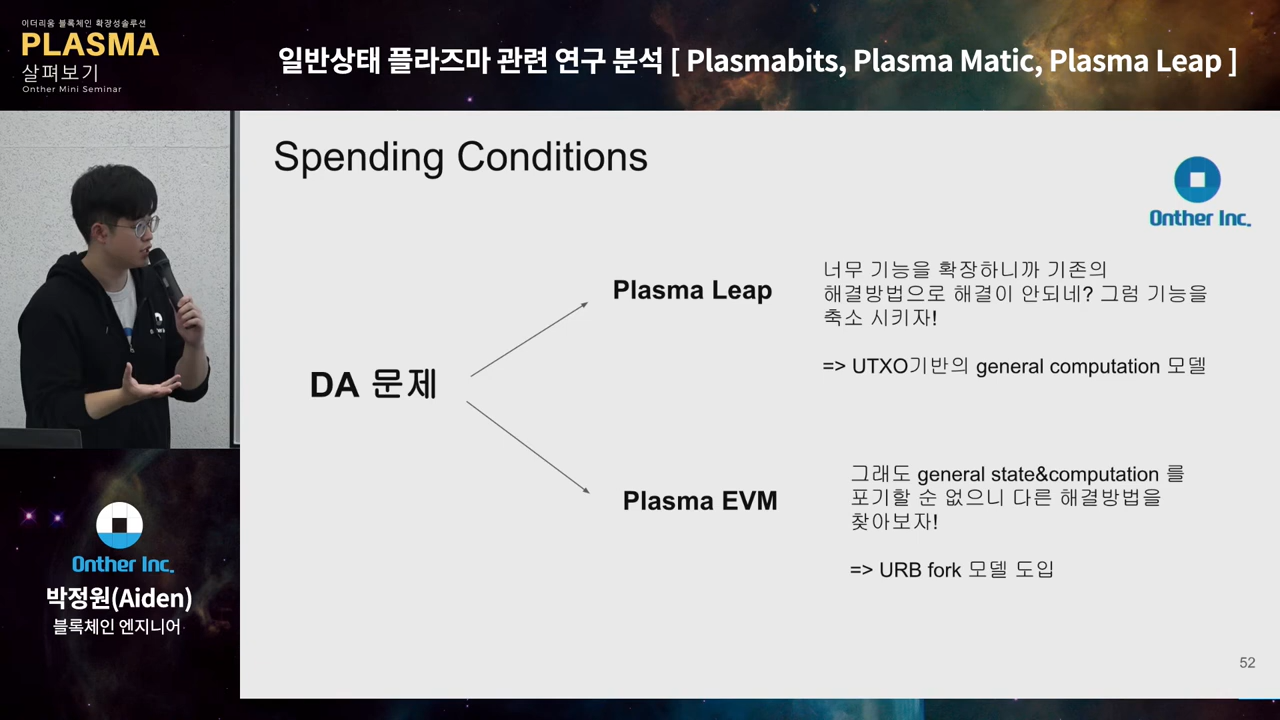 이더리움 블록체인 확장성솔루션
PLASMA
살펴보기
Onther Mini Seminar
일반상태 플라즈마 관련 연구 분석 [ Plasmabits, Plasma Matic, Plasma Leap ]
Spending Conditions
Onther Inc.
DA 문제
Plasma Leap
너무 기능을 확장하니까 기존의
해결방법으로 해결이 안되네? 그럼 기능을
축소 시키자!
=> UTXO기반의 general computation 모델
Plasma EVM
그래도 general state&computation 를
포기할 순 없으니 다른 해결방법을
찾아보자!
=> URB fork 모델 도입
52
Onther Inc.
박정원(Aiden)
블록체인 엔지니어